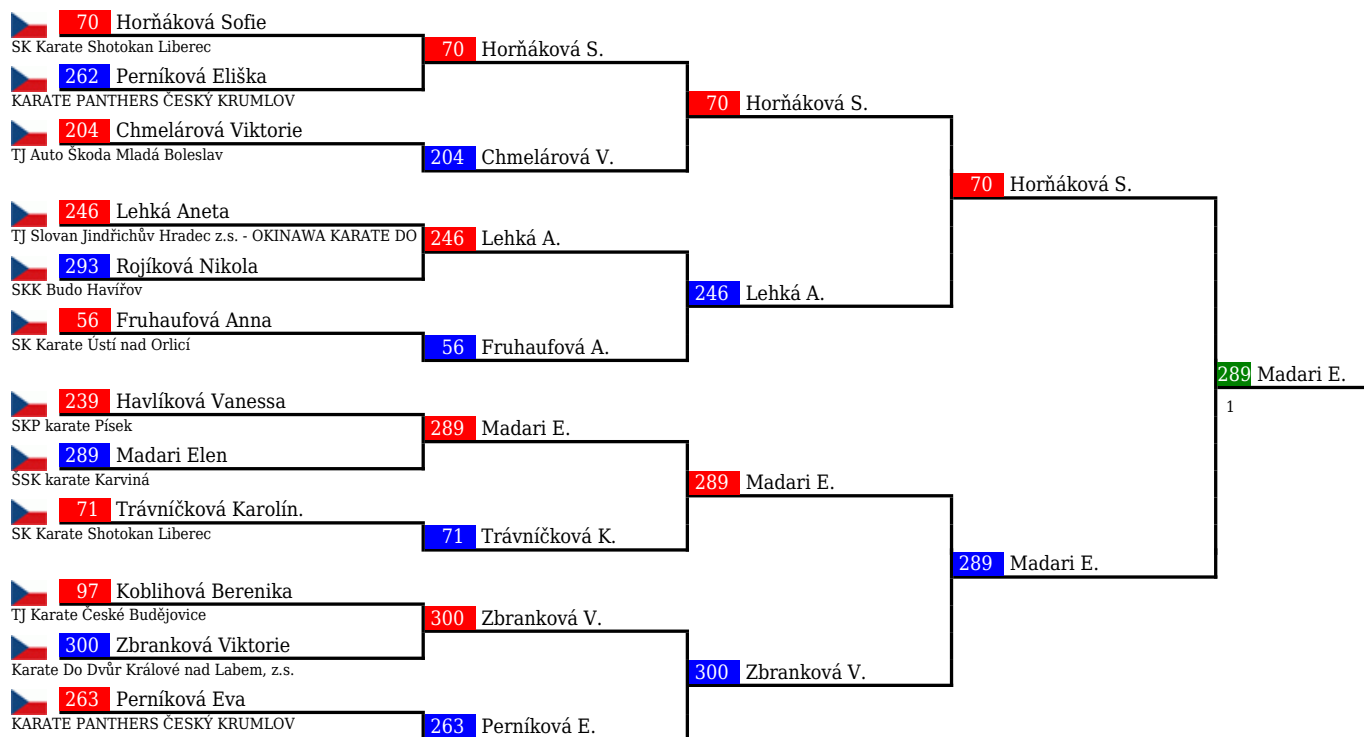 70 Horňáková Sofie
SK Karate Shotokan Liberec
70 Horňáková S.
262 Perníková Eliška
KARATE PANTHERS ČESKÝ KRUMLOV
70 Horňáková S.
204 Chmelárová Viktorie
TJ Auto Škoda Mladá Boleslav
204 Chmelárová V.
70 Horňáková S.
246 Lehká Aneta
TJ Slovan Jindřichův Hradec z.s. - OKINAWA KARATE DO
246 Lehká A.
293 Rojíková Nikola
SKK Budo Havířov
246 Lehká A.
56 Fruhaufová Anna
SK Karate Ústí nad Orlicí
56 Fruhaufová A.
289 Madari E.
1
239 Havlíková Vanessa
SKP karate Písek
289 Madari E.
289 Madari Elen
ŠSK karate Karviná
289 Madari E.
71 Trávníčková Karolín.
SK Karate Shotokan Liberec
71 Trávníčková K.
289 Madari E.
97 Koblihová Berenika
TJ Karate České Budějovice
300 Zbranková V.
300 Zbranková Viktorie
Karate Do Dvůr Králové nad Labem, z.s.
300 Zbranková V.
263 Perníková Eva
KARATE PANTHERS ČESKÝ KRUMLOV
263 Perníková E.